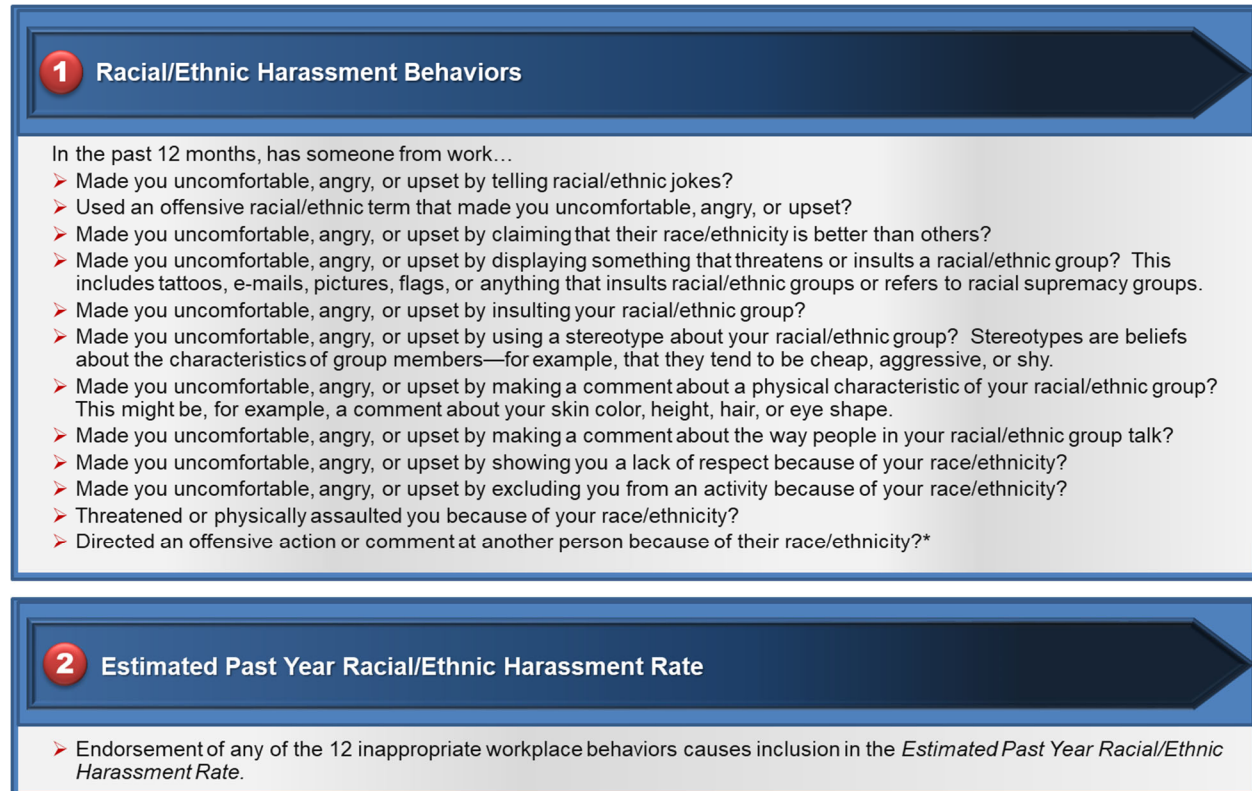 1 Racial/Ethnic Harassment Behaviors
In the past 12 months, has someone from work…
➢ Made you uncomfortable, angry, or upset by telling racial/ethnic jokes?
➢ Used an offensive racial/ethnic term that made you uncomfortable, angry, or upset?
➢ Made you uncomfortable, angry, or upset by claiming that their race/ethnicity is better than others?
➢ Made you uncomfortable, angry, or upset by displaying something that threatens or insults a racial/ethnic group?  This
includes tattoos, e-mails, pictures, flags, or anything that insults racial/ethnic groups or refers to racial supremacy groups.
➢ Made you uncomfortable, angry, or upset by insulting your racial/ethnic group?
➢ Made you uncomfortable, angry, or upset by using a stereotype about your racial/ethnic group?  Stereotypes are beliefs
about the characteristics of group members—for example, that they tend to be cheap, aggressive, or shy.
➢ Made you uncomfortable, angry, or upset by making a comment about a physical characteristic of your racial/ethnic group?
This might be, for example, a comment about your skin color, height, hair, or eye shape.
➢ Made you uncomfortable, angry, or upset by making a comment about the way people in your racial/ethnic group talk?
➢ Made you uncomfortable, angry, or upset by showing you a lack of respect because of your race/ethnicity?
➢ Made you uncomfortable, angry, or upset by excluding you from an activity because of your race/ethnicity?
➢ Threatened or physically assaulted you because of your race/ethnicity?
➢ Directed an offensive action or comment at another person because of their race/ethnicity?*
2 Estimated Past Year Racial/Ethnic Harassment Rate
➢ Endorsement of any of the 12 inappropriate workplace behaviors causes inclusion in the Estimated Past Year Racial/Ethnic
Harassment Rate.